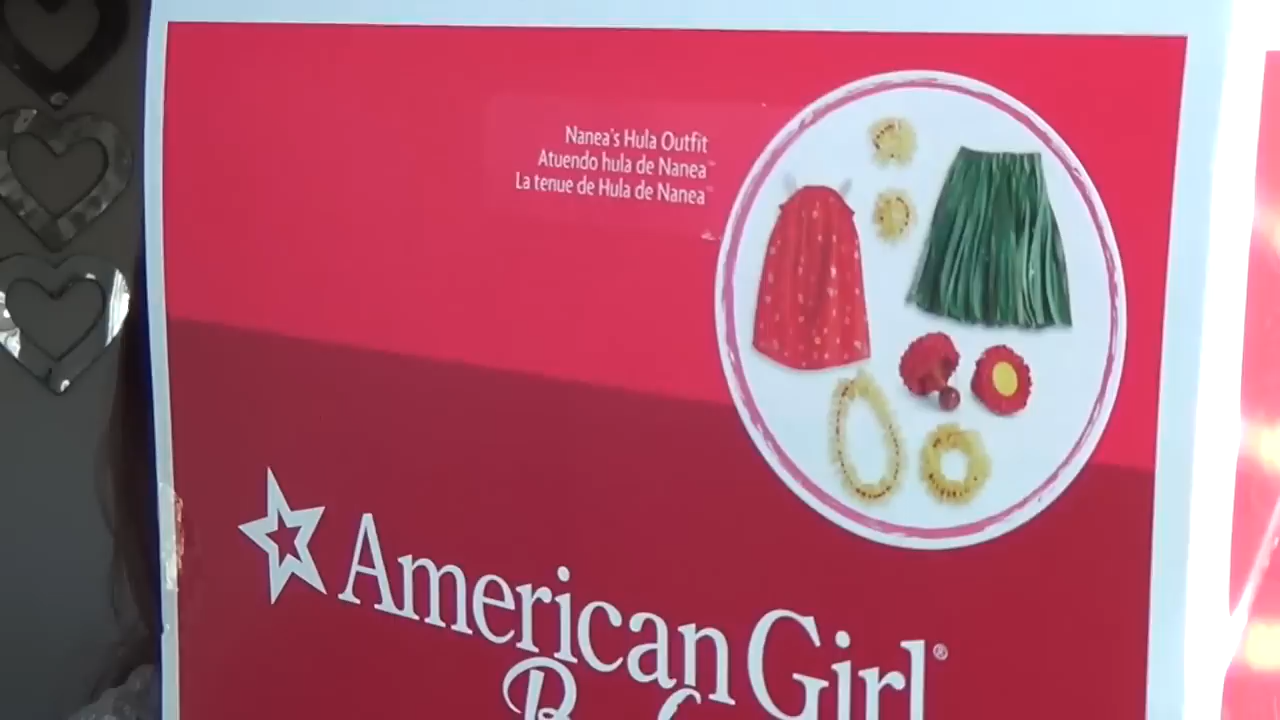 Nanea's Hula Outfit
Atuendo hula de Nanea™
La tenue de Hula de Nanea™
American Girl®